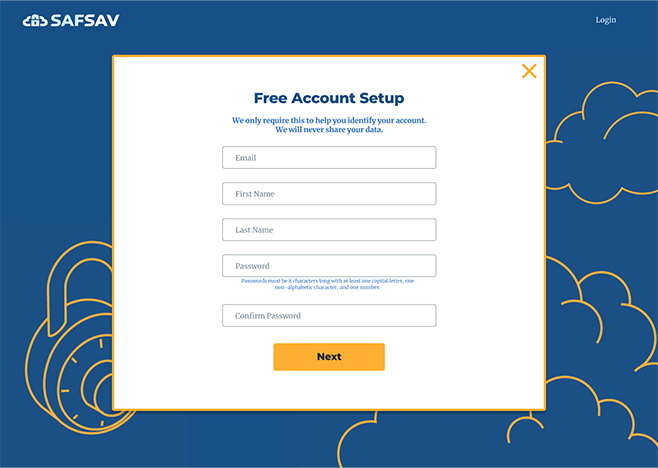 SAFSAV
Login
Free Account Setup
We only require this to help you identify your account.
We will never share your data.
Email
First Name
Last Name
Password
Passwords must be 8 characters long with at least one capital letter, one
non-alphabetic character, and one number.
Confirm Password
Next